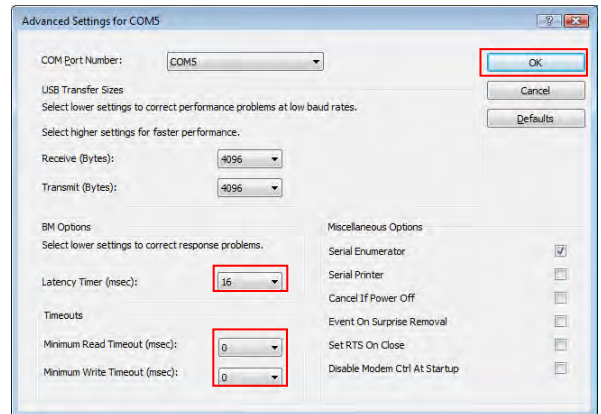 Advanced Settings for COM5
COM Port Number: COM5
OK
USB Transfer Sizes
Cancel
Select lower settings to correct performance problems at low baud rates.
Defaults
Select higher settings for faster performance.
Receive (Bytes): 4096
Transmit (Bytes): 4096
BM Options
Select lower settings to correct response problems.
Latency Timer (msec): 16
Timeouts
Minimum Read Timeout (msec): 0
Minimum Write Timeout (msec): 0
Miscellaneous Options
Serial Enumerator
Serial Printer
Cancel If Power Off
Event On Surprise Removal
Set RTS On Close
Disable Modem Ctrl At Startup